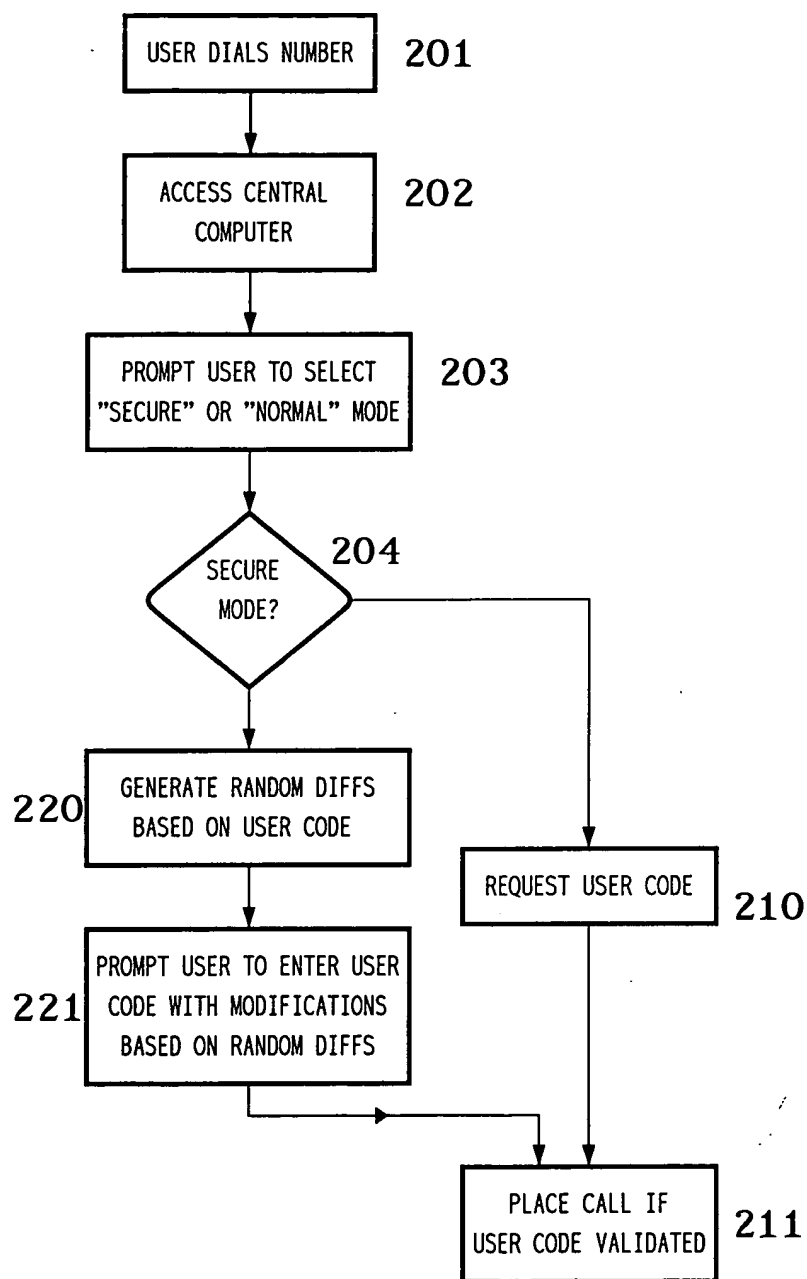 USER DIALS NUMBER
201
ACCESS CENTRAL
COMPUTER
202
PROMPT USER TO SELECT
"SECURE" OR "NORMAL" MODE
203
SECURE
MODE?
204
220
GENERATE RANDOM DIFFS
BASED ON USER CODE
REQUEST USER CODE
210
221
PROMPT USER TO ENTER USER
CODE WITH MODIFICATIONS
BASED ON RANDOM DIFFS
PLACE CALL IF
USER CODE VALIDATED
211